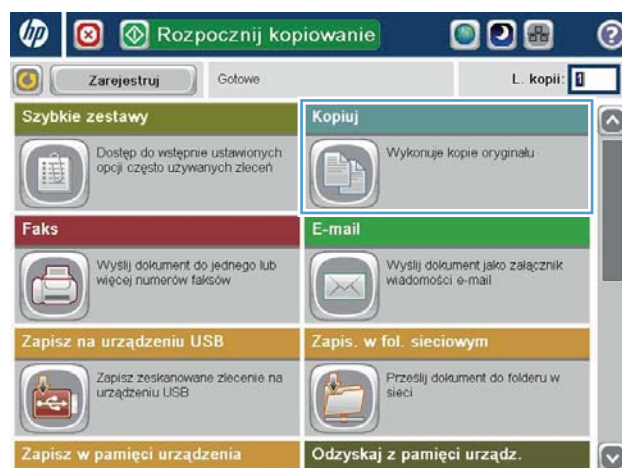 hp
Rozpocznij kopiowanie
?
Zarejestruj
Gotowe
L. kopii: 1
Szybkie zestawy
Dostęp do wstępnie ustawionych
opcji często używanych zleceń
Kopiuj
Wykonuje kopie oryginału
Faks
Wyślij dokument do jednego lub
więcej numerów faksów
E-mail
Wyślij dokument jako załącznik
wiadomości e-mail
Zapisz na urządzeniu USB
Zapisz zeskanowane zlecenie na
urządzeniu USB
Zapis. w fol. sieciowym
Prześlij dokument do folderu w
sieci
Zapisz w pamięci urządzenia
Odzyskaj z pamięci urządz.